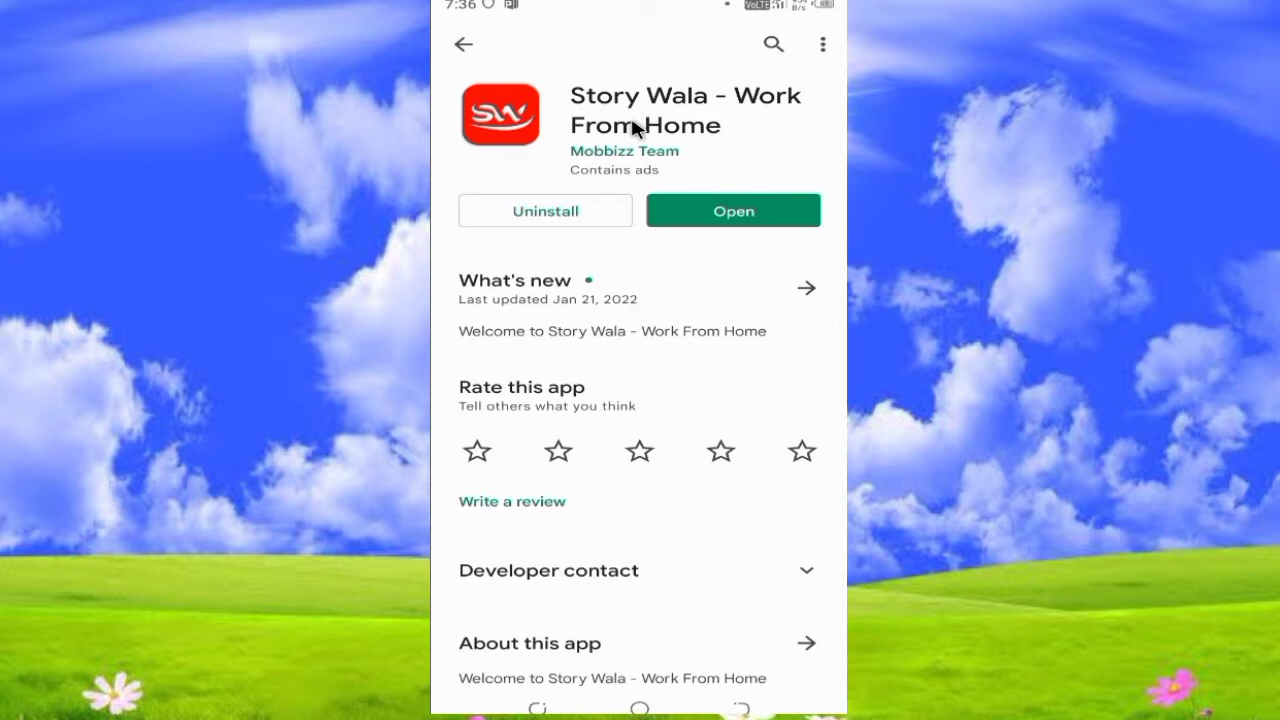 7:36
VoLTE
B/s
SW
Story Wala - Work
From Home
Mobbizz Team
Contains ads
Uninstall
Open
What's new
Last updated Jan 21, 2022
Welcome to Story Wala - Work From Home
Rate this app
Tell others what you think
Write a review
Developer contact
About this app
Welcome to Story Wala - Work From Home